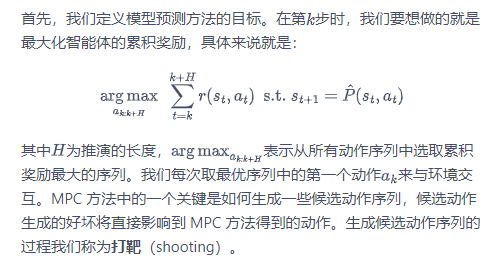 首先，我们定义模型预测方法的目标。在第k步时，我们要想做的就是
最大化智能体的累积奖励，具体来说就是：
arg max_{a_{k:k+H}} ∑_{t=k}^{k+H} r(s_t, a_t) s.t. s_{t+1} = P̂(s_t, a_t)
其中H为推演的长度，arg max_{a_{k:k+H}}表示从所有动作序列中选取累积
奖励最大的序列。我们每次取最优序列中的第一个动作a_k来与环境交
互。MPC 方法中的一个关键是如何生成一些候选动作序列，候选动作
生成的好坏将直接影响到 MPC 方法得到的动作。生成候选动作序列的
过程我们称为打靶（shooting）。